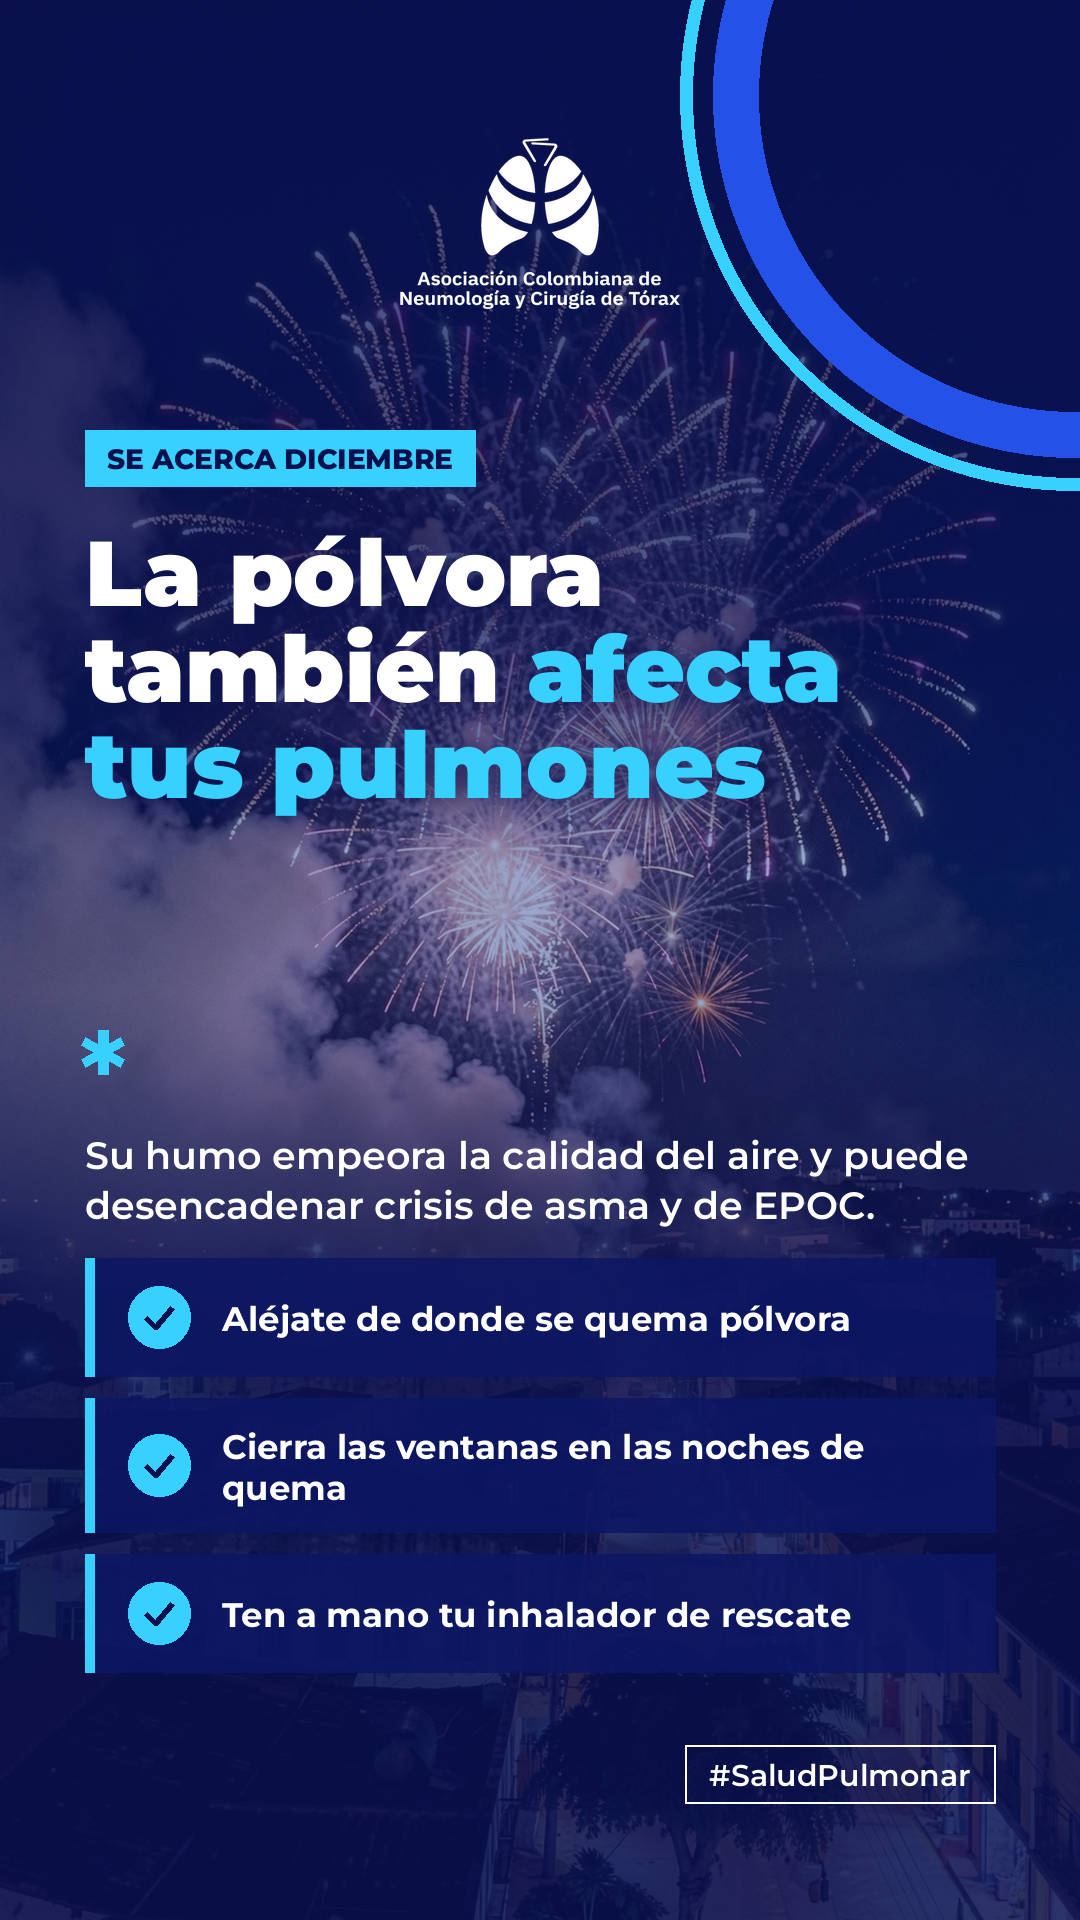 Asociación Colombiana de
Neumología y Cirugía de Tórax
SE ACERCA DICIEMBRE
La pólvora
también afecta
tus pulmones
*
Su humo empeora la calidad del aire y puede
desencadenar crisis de asma y de EPOC.
Aléjate de donde se quema pólvora
Cierra las ventanas en las noches de
quema
Ten a mano tu inhalador de rescate
#SaludPulmonar